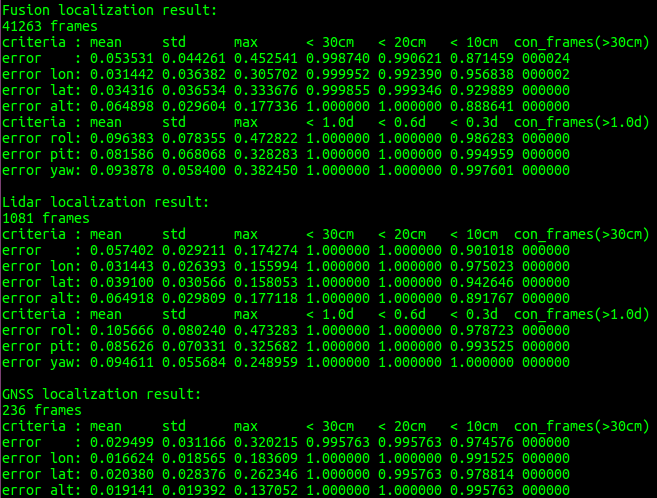 Fusion localization result:
41263 frames
criteria : mean std max < 30cm < 20cm < 10cm con_frames(>30cm)
error : 0.053531 0.044261 0.452541 0.998740 0.990621 0.871459 000024
error lon: 0.031442 0.036382 0.305702 0.999952 0.992390 0.956838 000002
error lat: 0.034316 0.036534 0.333676 0.999855 0.999346 0.929889 000000
error alt: 0.064898 0.029604 0.177336 1.000000 1.000000 0.888641 000000
criteria : mean std max < 1.0d < 0.6d < 0.3d con_frames(>1.0d)
error rol: 0.096383 0.078355 0.472822 1.000000 1.000000 0.986283 000000
error pit: 0.081586 0.068068 0.328283 1.000000 1.000000 0.994959 000000
error yaw: 0.093878 0.058400 0.382450 1.000000 1.000000 0.997601 000000
Lidar localization result:
1081 frames
criteria : mean std max < 30cm < 20cm < 10cm con_frames(>30cm)
error : 0.057402 0.029211 0.174274 1.000000 1.000000 0.901018 000000
error lon: 0.031443 0.026393 0.155994 1.000000 1.000000 0.975023 000000
error lat: 0.039100 0.030566 0.158053 1.000000 1.000000 0.942646 000000
error alt: 0.064918 0.029809 0.177118 1.000000 1.000000 0.891767 000000
criteria : mean std max < 1.0d < 0.6d < 0.3d con_frames(>1.0d)
error rol: 0.105666 0.080240 0.473283 1.000000 1.000000 0.978723 000000
error pit: 0.085626 0.070331 0.325682 1.000000 1.000000 0.993525 000000
error yaw: 0.094611 0.055684 0.248959 1.000000 1.000000 1.000000 000000
GNSS localization result:
236 frames
criteria : mean std max < 30cm < 20cm < 10cm con_frames(>30cm)
error : 0.029499 0.031166 0.320215 0.995763 0.995763 0.974576 000000
error lon: 0.016624 0.018565 0.183609 1.000000 1.000000 0.991525 000000
error lat: 0.020380 0.028376 0.262346 1.000000 0.995763 0.978814 000000
error alt: 0.019141 0.019392 0.137052 1.000000 1.000000 0.995763 000000